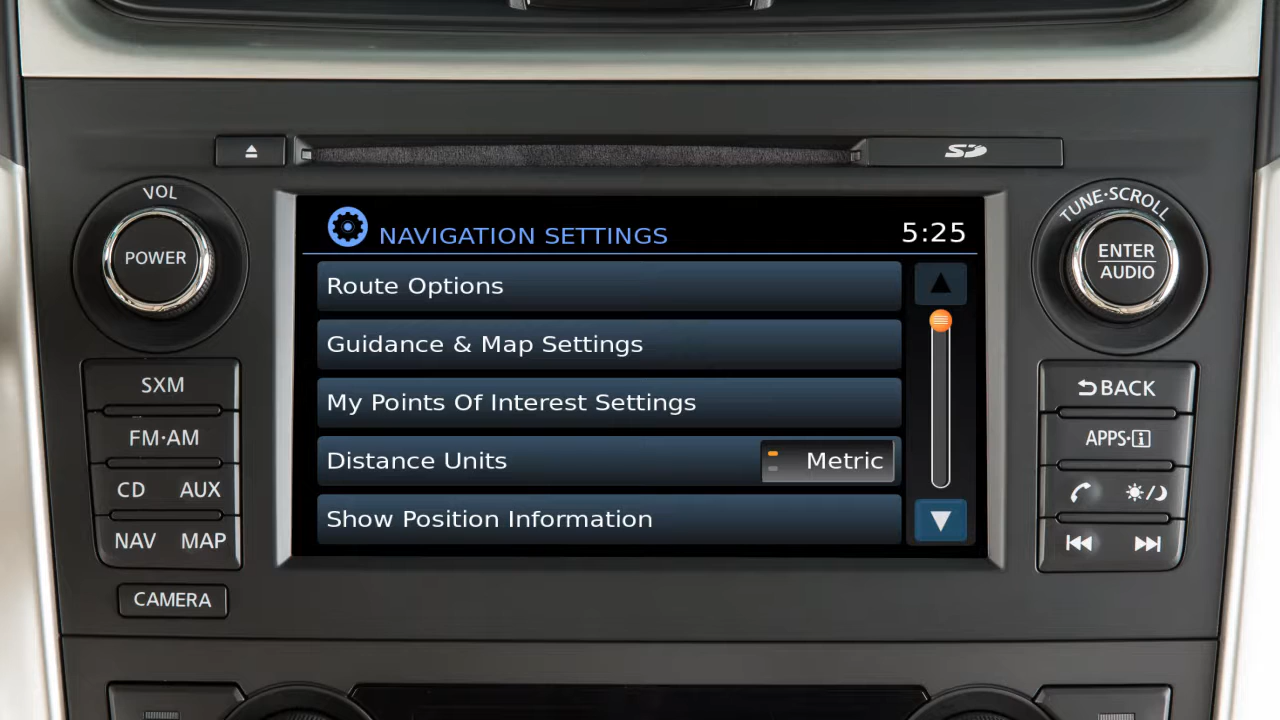 SD
VOL
TUNE·SCROLL
POWER
ENTER
AUDIO
NAVIGATION SETTINGS
5:25
Route Options
Guidance & Map Settings
My Points Of Interest Settings
Distance Units
Metric
Show Position Information
SXM
FM·AM
CD AUX
NAV MAP
CAMERA
BACK
APPS·i